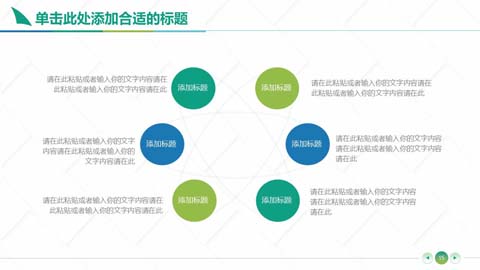 单击此处添加合适的标题
请在此粘贴或者输入你的文字内容请在
此粘贴或者输入你的文字内容请在此
添加标题
添加标题
请在此粘贴或者输入你的文字内容请在
此粘贴或者输入你的文字内容请在此
请在此粘贴或者输入你的文字
内容请在此粘贴或者输入你的
文字内容请在此
添加标题
添加标题
请在此粘贴或者输入你的文字内容
请在此粘贴或者输入你的文字内容
请在此
请在此粘贴或者输入你的文字内容请在
此粘贴或者输入你的文字内容请在此
添加标题
添加标题
请在此粘贴或者输入你的文字内容
请在此粘贴或者输入你的文字内容
请在此
15